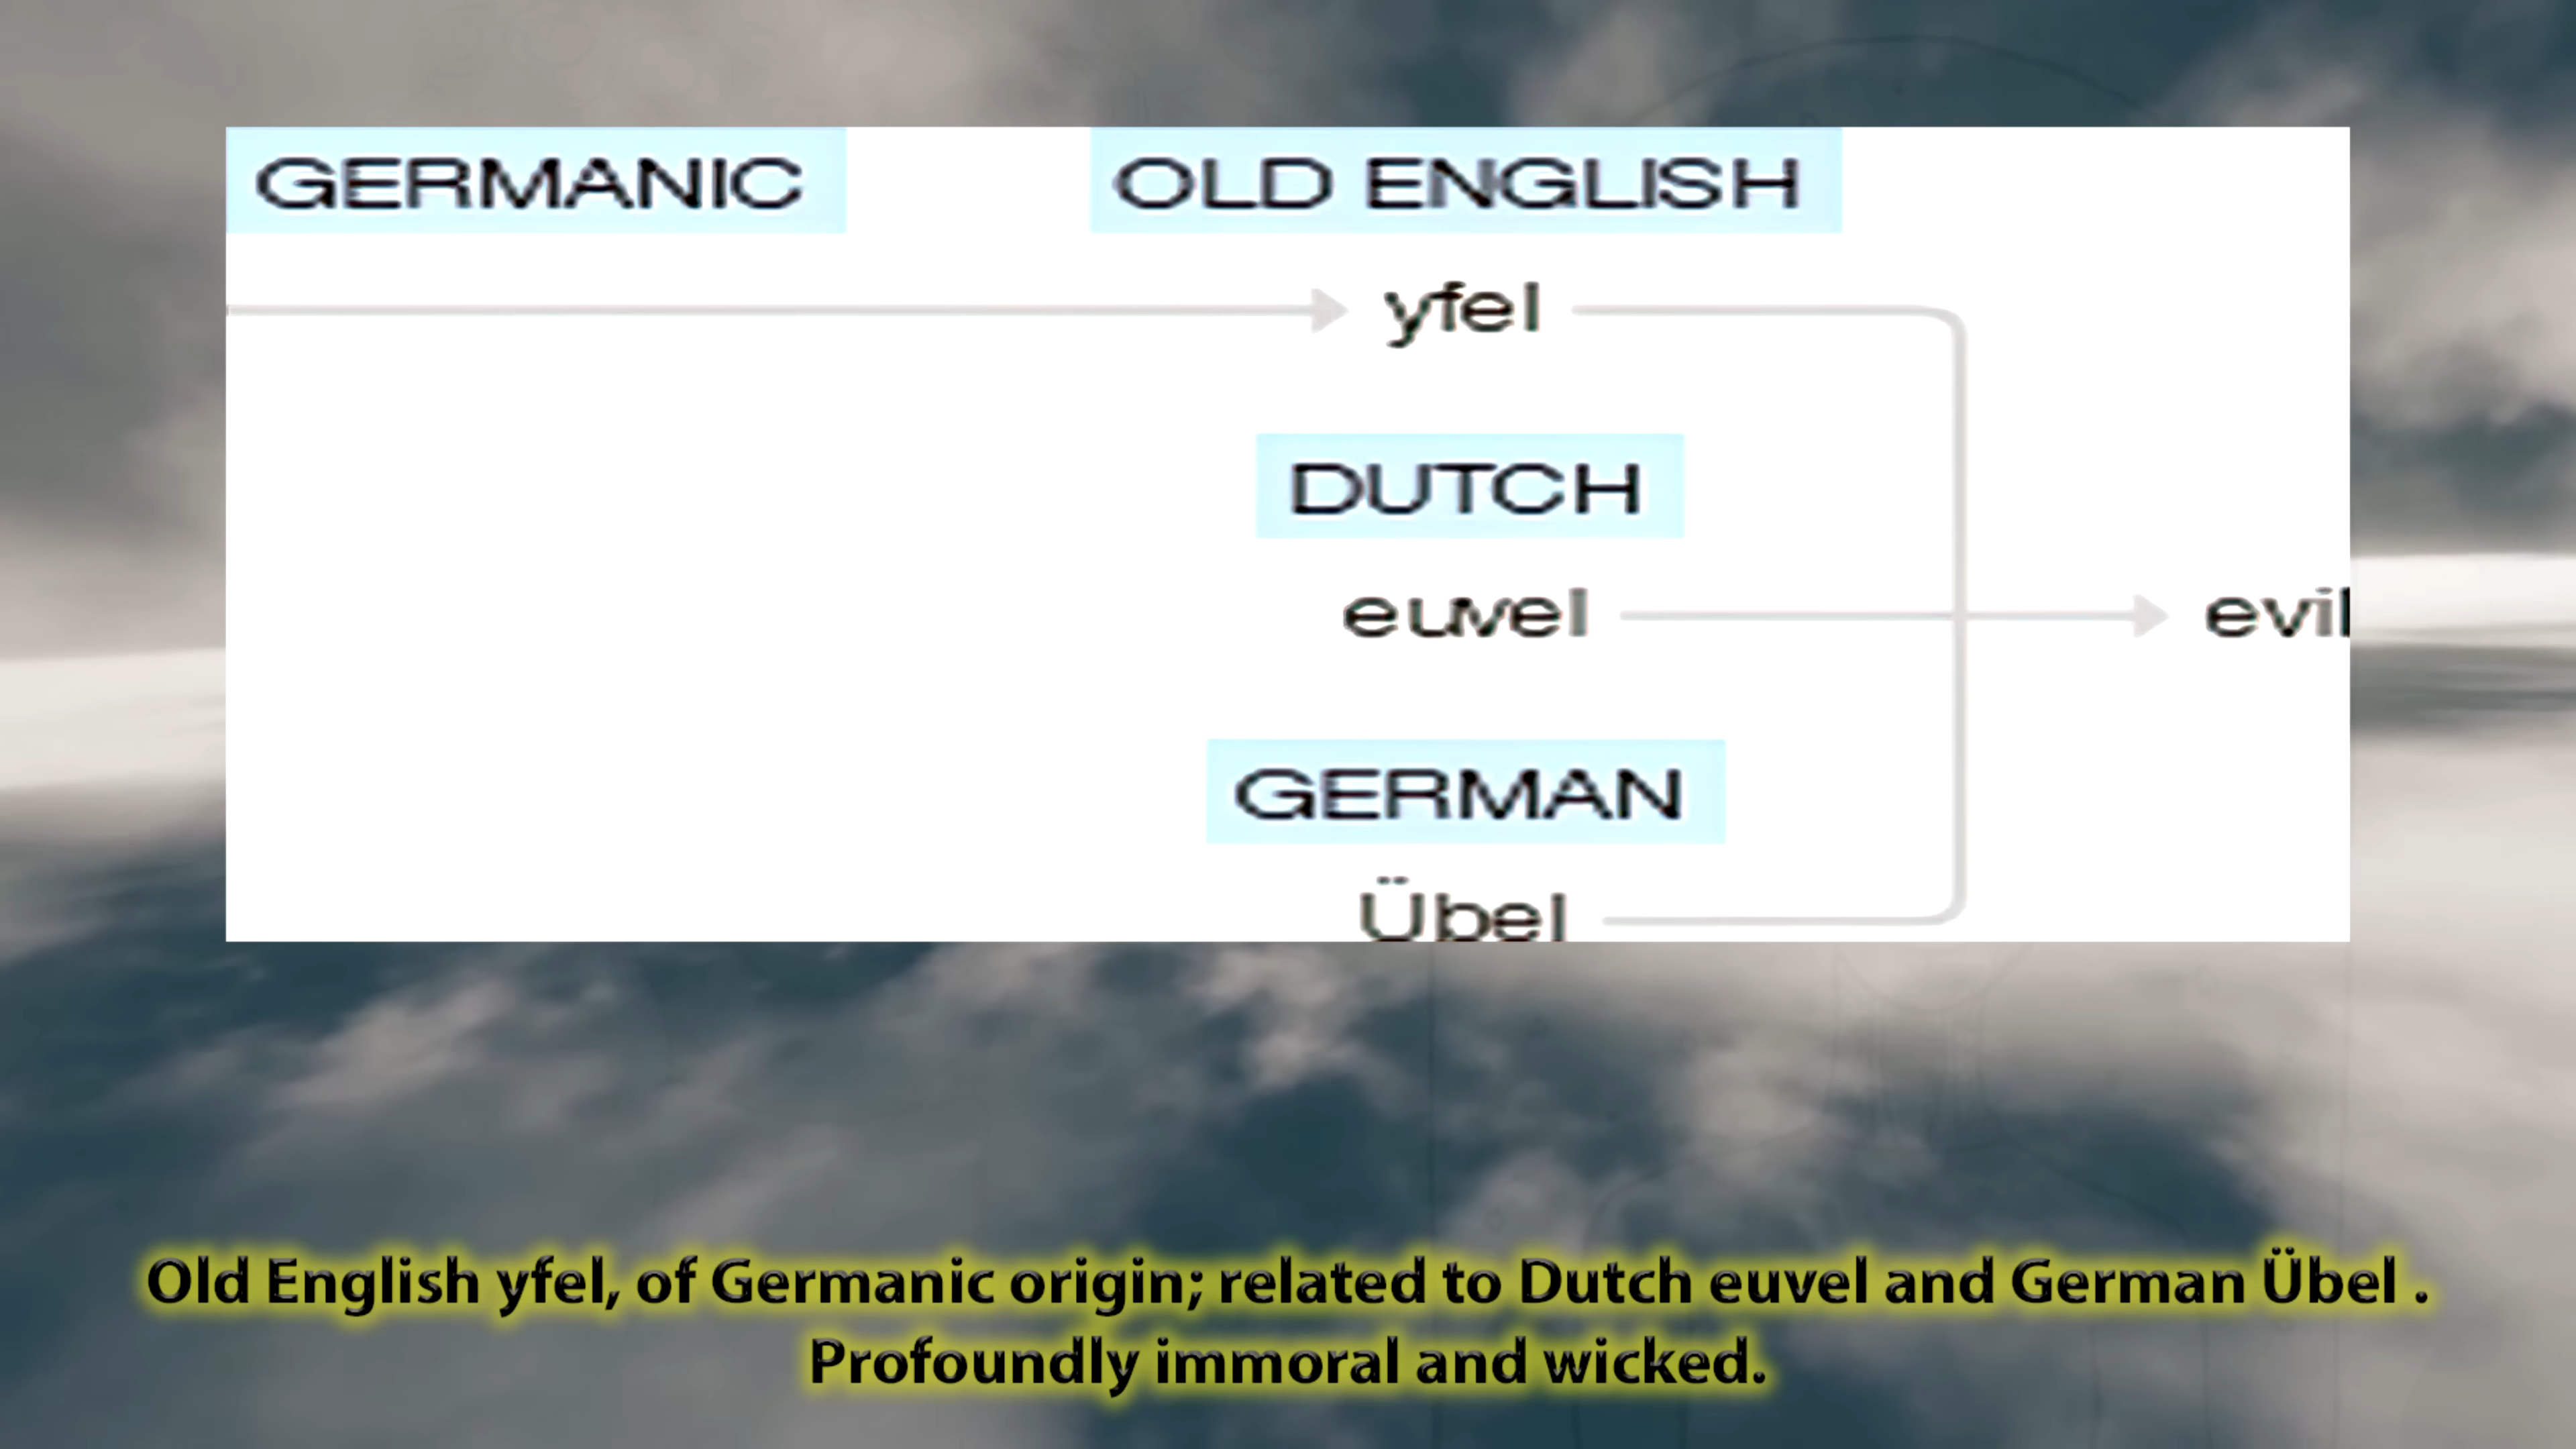 GERMANIC
OLD ENGLISH
yfel
DUTCH
euvel
evil
GERMAN
Übel
Old English yfel, of Germanic origin; related to Dutch euvel and German Übel .
Profoundly immoral and wicked.